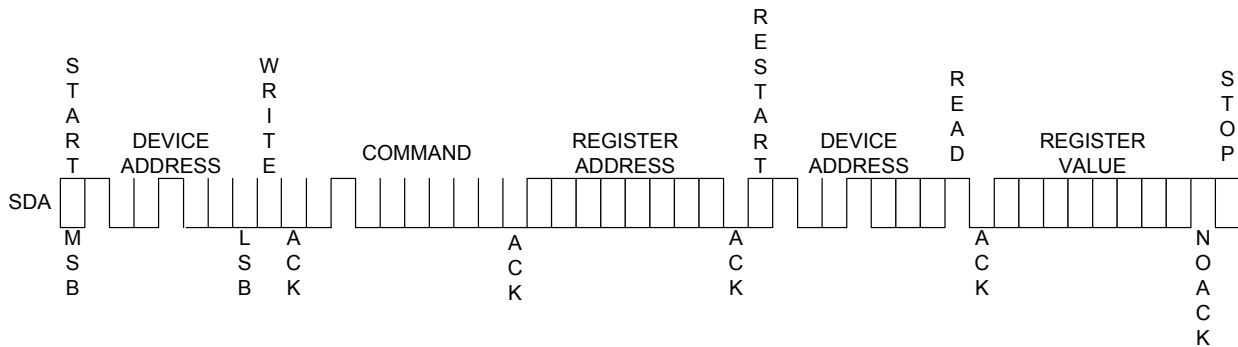 START
DEVICE
ADDRESS
WRITE
COMMAND
REGISTER
ADDRESS
RESTART
DEVICE
ADDRESS
READ
REGISTER
VALUE
STOP
SDA
MSB
LSB
ACK
ACK
ACK
ACK
NOACK